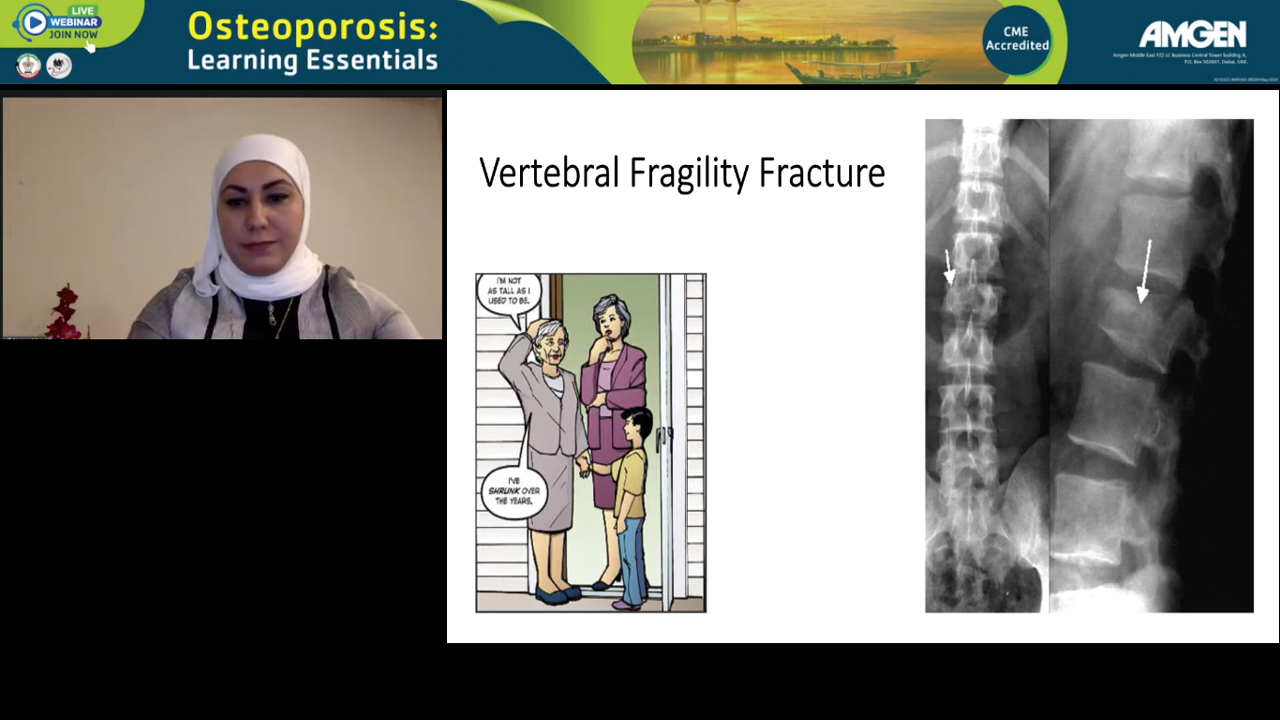 LIVE
WEBINAR
JOIN NOW
Osteoporosis:
Learning Essentials
CME
Accredited
AMGEN
Amgen Middle East FZ-LLC Business Central Tower building A,
P.O. Box 502687, Dubai, UAE.
Vertebral Fragility Fracture
I'M NOT
AS TALL AS I
USED TO BE.
I'VE
SHRUNK OVER
THE YEARS.